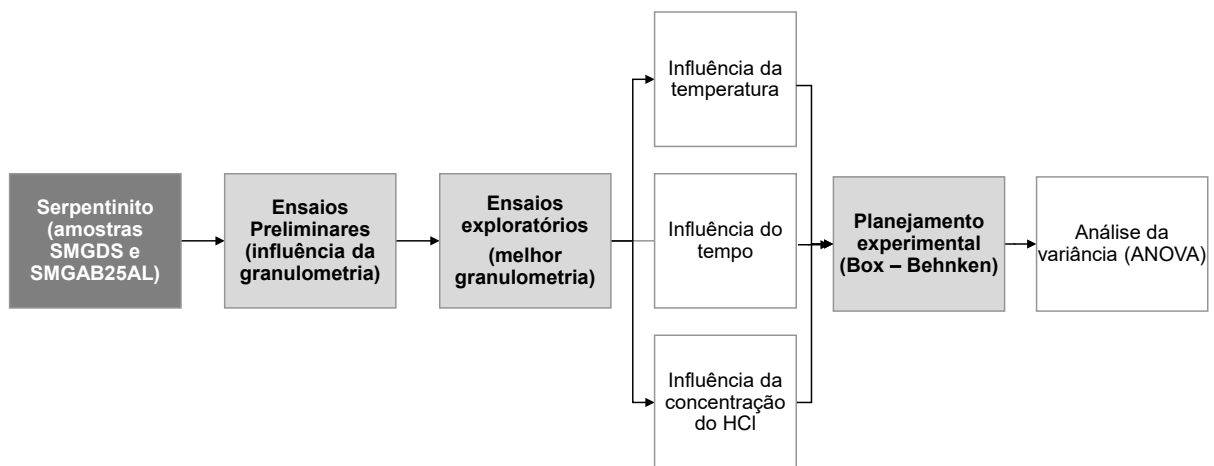 Serpentinito
(amostras
SMGDS e
SMGAB25AL)
Ensaios
Preliminares
(influência da
granulometria)
Ensaios
exploratórios
(melhor
granulometria)
Influência da
temperatura
Influência do
tempo
Influência da
concentração
do HCl
Planejamento
experimental
(Box – Behnken)
Análise da
variância (ANOVA)